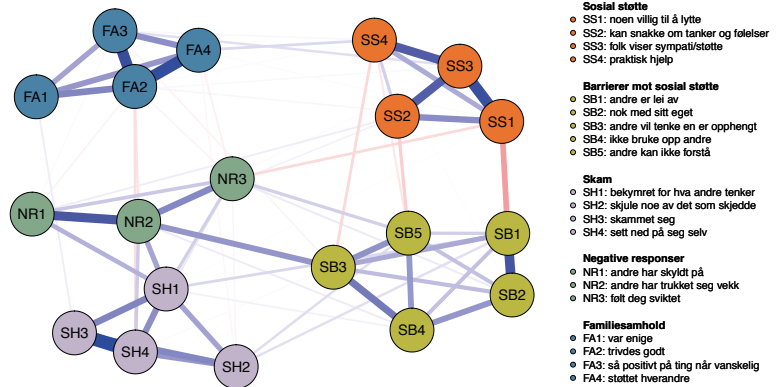 FA3
FA4
FA2
FA1
SS4
SS3
SS2
SS1
NR3
NR1
NR2
SB5
SB1
SB3
SB2
SB4
SH1
SH3
SH4
SH2
Sosial støtte
SS1: noen villig til å lytte
SS2: kan snakke om tanker og følelser
SS3: folk viser sympati/støtte
SS4: praktisk hjelp
Barrierer mot sosial støtte
SB1: andre er lei av
SB2: nok med sitt eget
SB3: andre vil tenke en er opphengt
SB4: ikke bruke opp andre
SB5: andre kan ikke forstå
Skam
SH1: bekymret for hva andre tenker
SH2: skjule noe av det som skjedde
SH3: skammet seg
SH4: sett ned på seg selv
Negative responser
NR1: andre har skyldt på
NR2: andre har trukket seg vekk
NR3: følt deg sviktet
Familiesamhold
FA1: var enige
FA2: trivdes godt
FA3: så positivt på ting når vanskelig
FA4: støttet hverandre